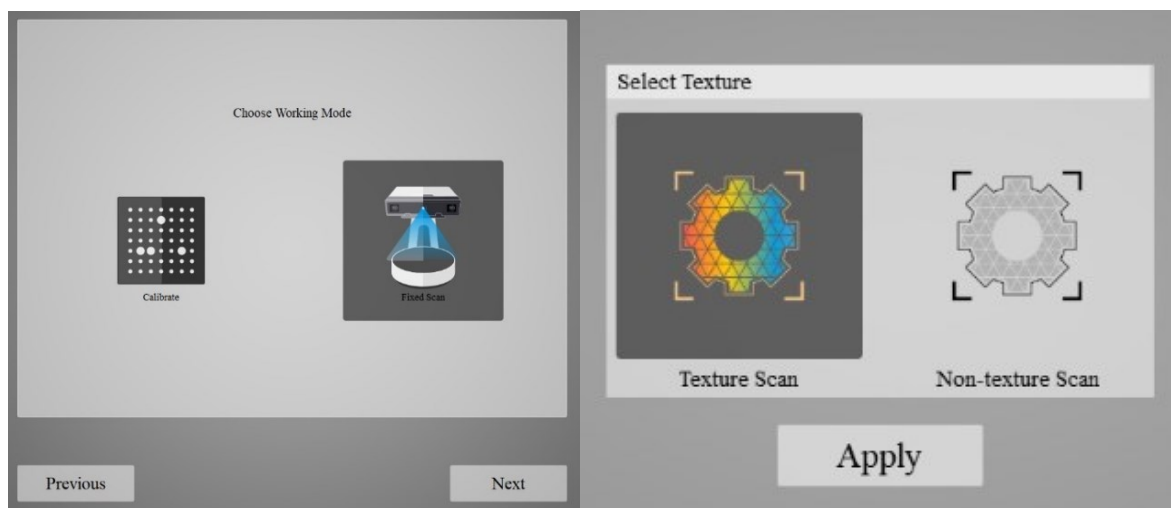 Choose Working Mode
Calibrate
Fixed Scan
Previous
Next
Select Texture
Texture Scan
Non-texture Scan
Apply